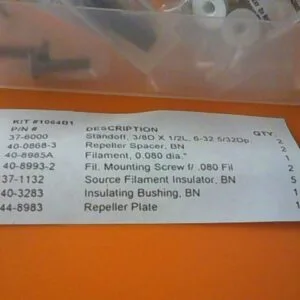 KIT #106401
P/N # DESCRIPTION QTY
37-6000 Standoff, 3/8D X 1/2L, 6-32 5/32Dp 2
40-0868-3 Repeller Spacer, BN 2
40-8985A Filament, 0.080 dia." 1
40-8993-2 Fil. Mounting Screw f/ .080 Fil 2
37-1132 Source Filament Insulator, BN 5
40-3283 Insulating Bushing, BN 1
44-8983 Repeller Plate 1